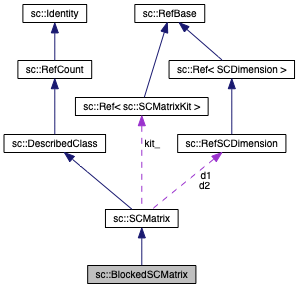 sc::Identity
sc::RefBase
sc::RefCount
sc::Ref< SCDimension >
sc::Ref< sc::SCMatrixKit >
sc::DescribedClass
kit_
sc::RefSCDimension
d1
d2
sc::SCMatrix
sc::BlockedSCMatrix